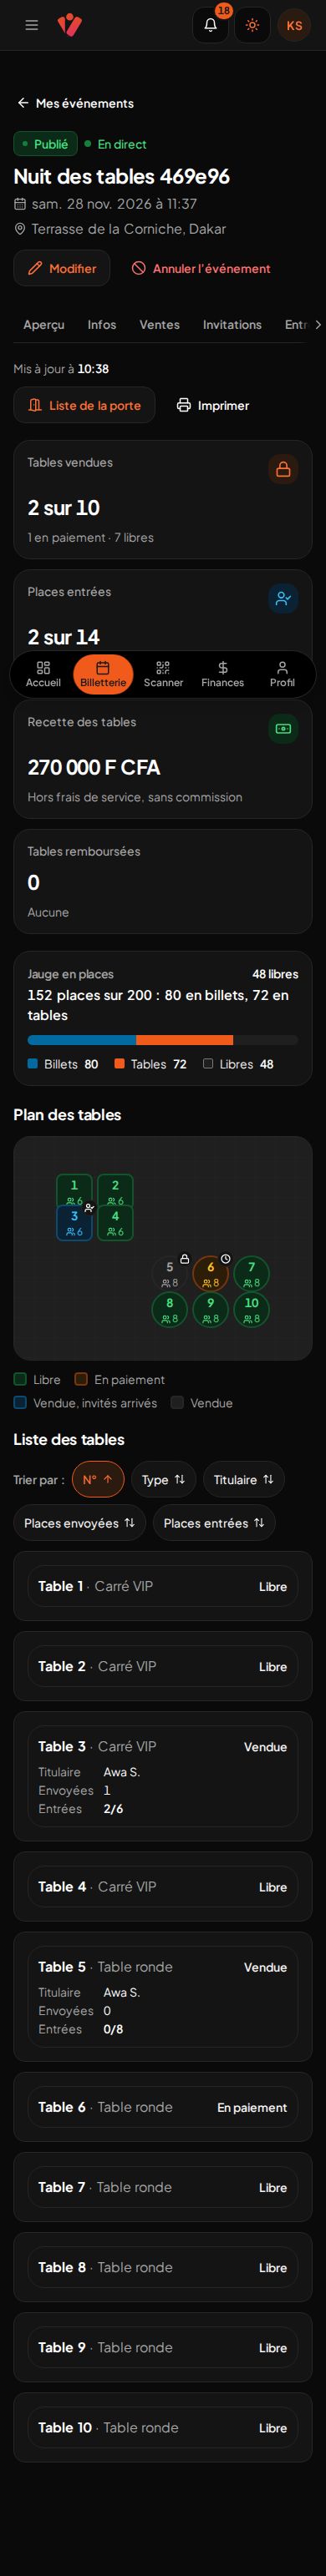 18
KS
Mes événements
Publié
En direct
Nuit des tables 469e96
sam. 28 nov. 2026 à 11:37
Terrasse de la Corniche, Dakar
Modifier
Annuler l'événement
Aperçu Infos Ventes Invitations Entr
Mis à jour à 10:38
Liste de la porte
Imprimer
Tables vendues
2 sur 10
1 en paiement · 7 libres
Places entrées
2 sur 14
Accueil Billetterie Scanner Finances Profil
Recette des tables
270 000 F CFA
Hors frais de service, sans commission
Tables remboursées
0
Aucune
Jauge en places 48 libres
152 places sur 200 : 80 en billets, 72 en
tables
Billets 80 Tables 72 Libres 48
Plan des tables
1 2
6 6
3 4
6 6
5 6 7
8 8 8
8 9 10
8 8 8
Libre En paiement
Vendue, invités arrivés Vendue
Liste des tables
Trier par : N° Type Titulaire
Places envoyées Places entrées
Table 1 · Carré VIP Libre
Table 2 · Carré VIP Libre
Table 3 · Carré VIP Vendue
Titulaire Awa S.
Envoyées 1
Entrées 2/6
Table 4 · Carré VIP Libre
Table 5 · Table ronde Vendue
Titulaire Awa S.
Envoyées 0
Entrées 0/8
Table 6 · Table ronde En paiement
Table 7 · Table ronde Libre
Table 8 · Table ronde Libre
Table 9 · Table ronde Libre
Table 10 · Table ronde Libre